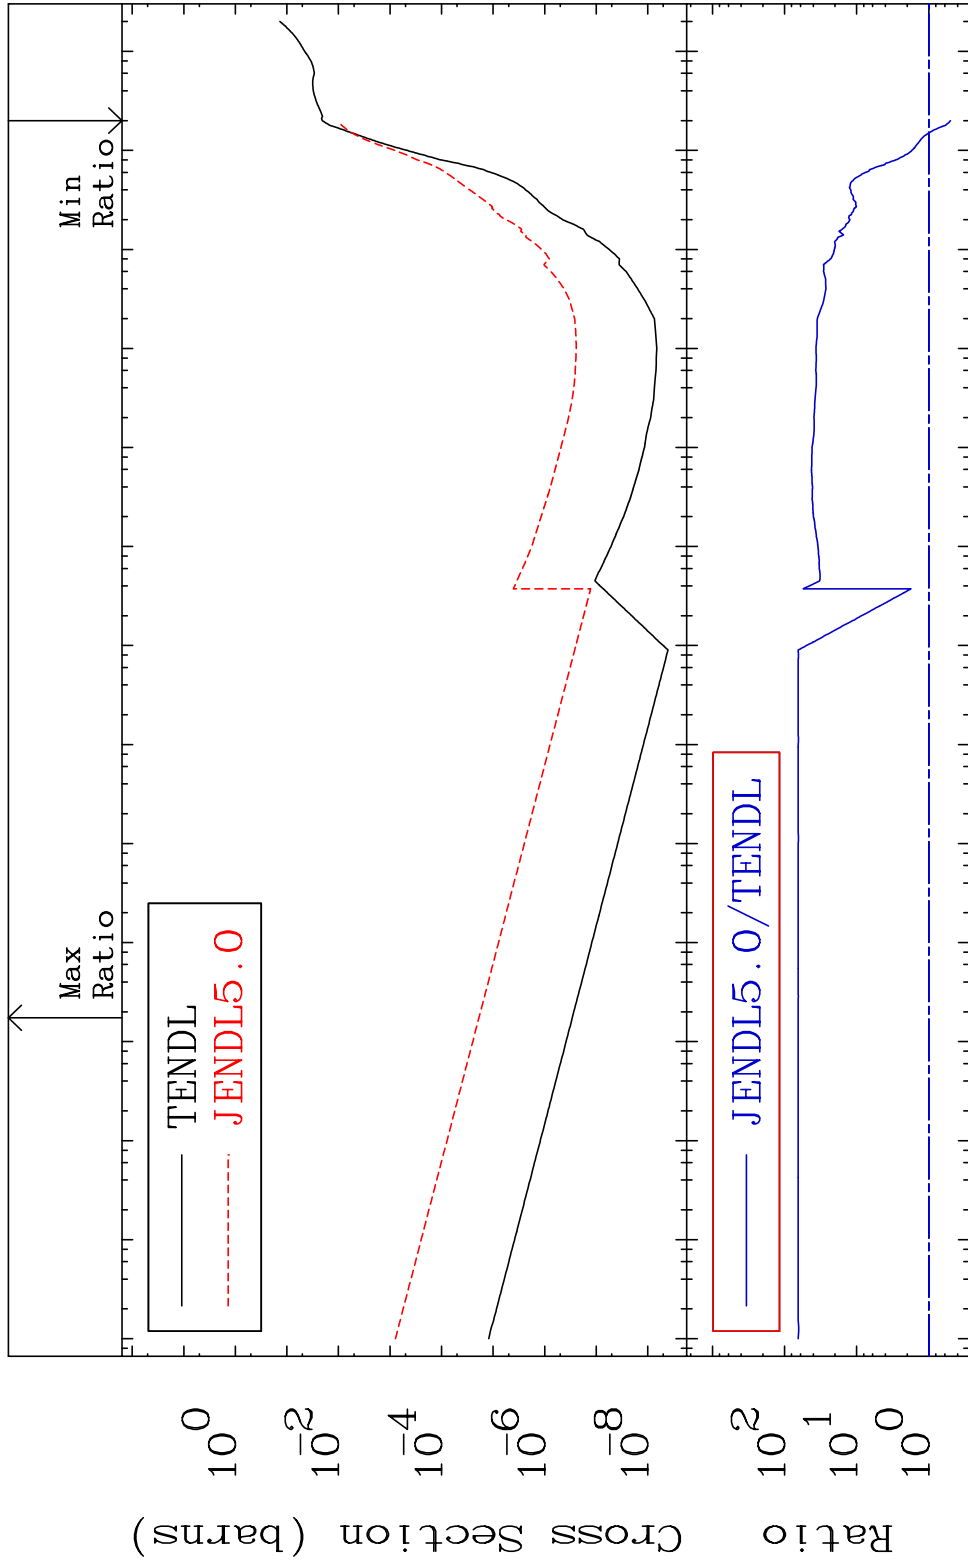 Max
Ratio
Min
Ratio
TENDL
JENDL5.0
10^0
10^-2
10^-4
10^-6
10^-8
Cross Section (barns)
JENDL5.0/TENDL
10^2
10^1
10^0
Ratio